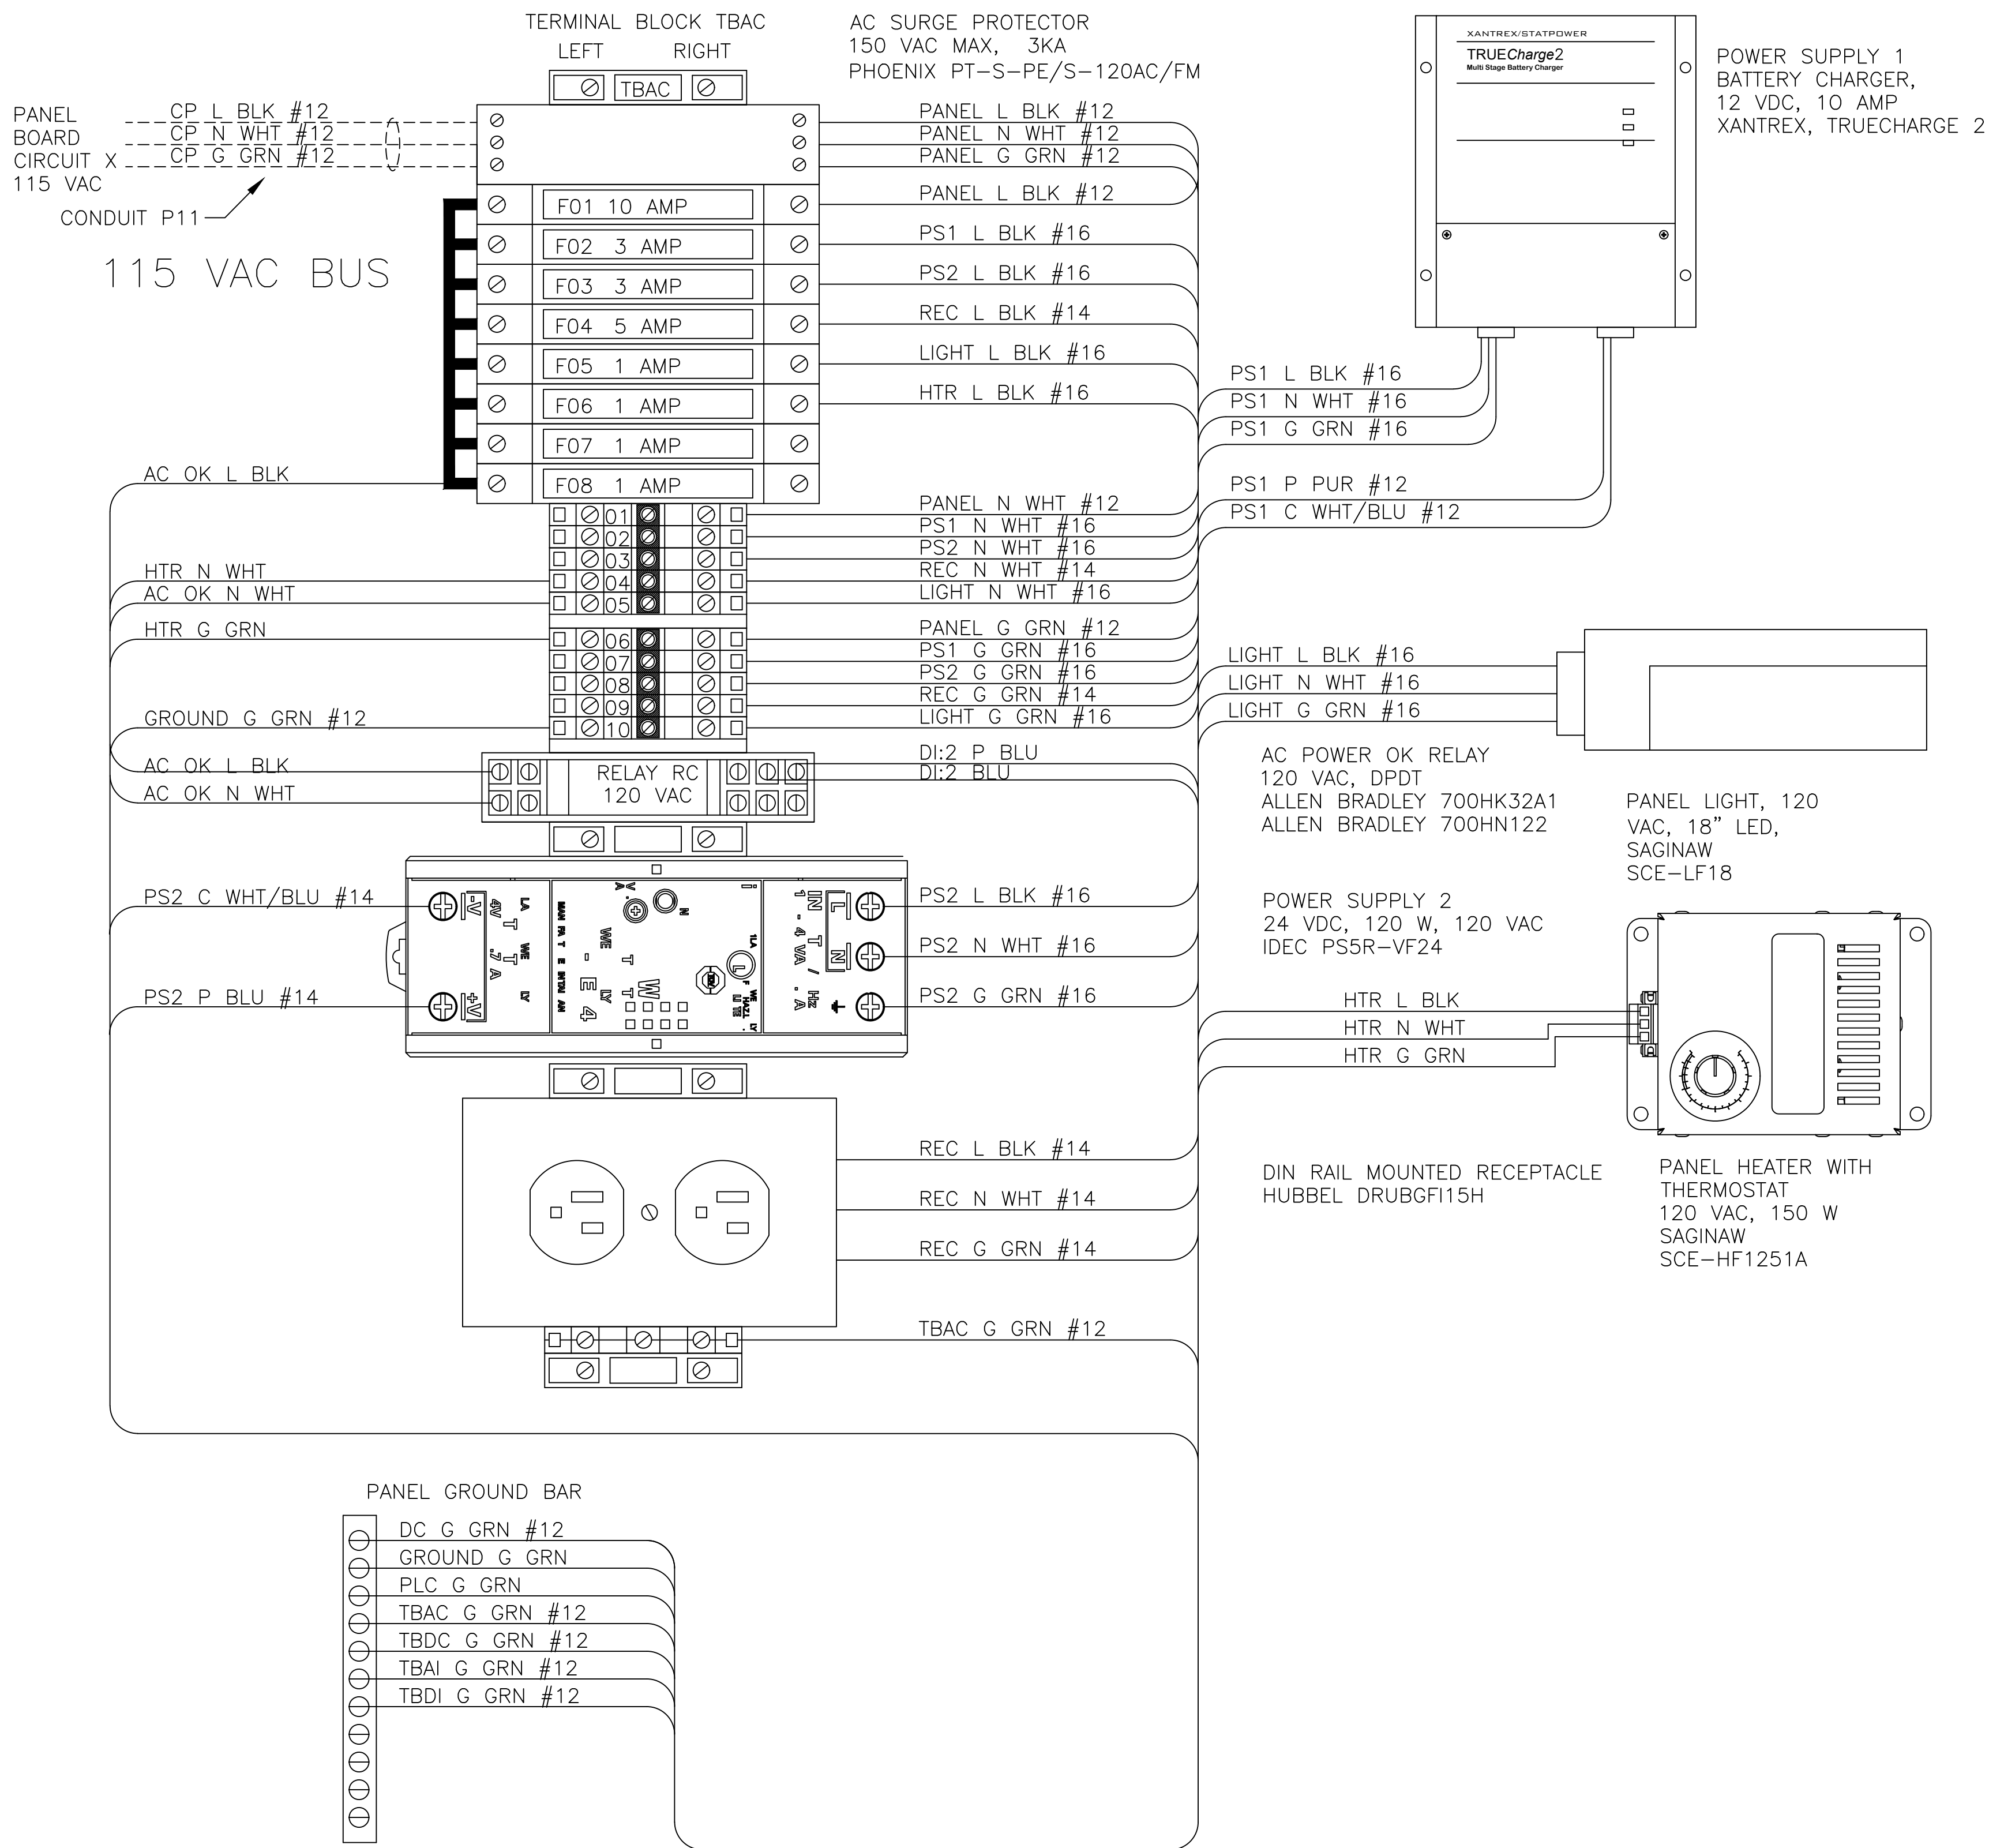 TERMINAL BLOCK TBAC
LEFT RIGHT
TBAC
AC SURGE PROTECTOR
150 VAC MAX, 3KA
PHOENIX PT-S-PE/S-120AC/FM
XANTREX/STATPOWER
TRUECharge2
Multi Stage Battery Charger
POWER SUPPLY 1
BATTERY CHARGER,
12 VDC, 10 AMP
XANTREX, TRUECHARGE 2
PANEL
BOARD
CIRCUIT X
115 VAC
CP L BLK #12
CP N WHT #12
CP G GRN #12
CONDUIT P11
115 VAC BUS
F01 10 AMP
F02 3 AMP
F03 3 AMP
F04 5 AMP
F05 1 AMP
F06 1 AMP
F07 1 AMP
F08 1 AMP
PANEL L BLK #12
PANEL N WHT #12
PANEL G GRN #12
PANEL L BLK #12
PS1 L BLK #16
PS2 L BLK #16
REC L BLK #14
LIGHT L BLK #16
HTR L BLK #16
PS1 L BLK #16
PS1 N WHT #16
PS1 G GRN #16
PS1 P PUR #12
PS1 C WHT/BLU #12
AC OK L BLK
HTR N WHT
AC OK N WHT
HTR G GRN
GROUND G GRN #12
AC OK L BLK
AC OK N WHT
01
02
03
04
05
06
07
08
09
10
PANEL N WHT #12
PS1 N WHT #16
PS2 N WHT #16
REC N WHT #14
LIGHT N WHT #16
PANEL G GRN #12
PS1 G GRN #16
PS2 G GRN #16
REC G GRN #14
LIGHT G GRN #16
DI:2 P BLU
DI:2 BLU
RELAY RC
120 VAC
LIGHT L BLK #16
LIGHT N WHT #16
LIGHT G GRN #16
AC POWER OK RELAY
120 VAC, DPDT
ALLEN BRADLEY 700HK32A1
ALLEN BRADLEY 700HN122
PANEL LIGHT, 120
VAC, 18" LED,
SAGINAW
SCE-LF18
PS2 C WHT/BLU #14
PS2 P BLU #14
-V
+V
L
N
PS2 L BLK #16
PS2 N WHT #16
PS2 G GRN #16
POWER SUPPLY 2
24 VDC, 120 W, 120 VAC
IDEC PS5R-VF24
HTR L BLK
HTR N WHT
HTR G GRN
REC L BLK #14
REC N WHT #14
REC G GRN #14
DIN RAIL MOUNTED RECEPTACLE
HUBBEL DRUBGFI15H
PANEL HEATER WITH
THERMOSTAT
120 VAC, 150 W
SAGINAW
SCE-HF1251A
TBAC G GRN #12
PANEL GROUND BAR
DC G GRN #12
GROUND G GRN
PLC G GRN
TBAC G GRN #12
TBDC G GRN #12
TBAI G GRN #12
TBDI G GRN #12